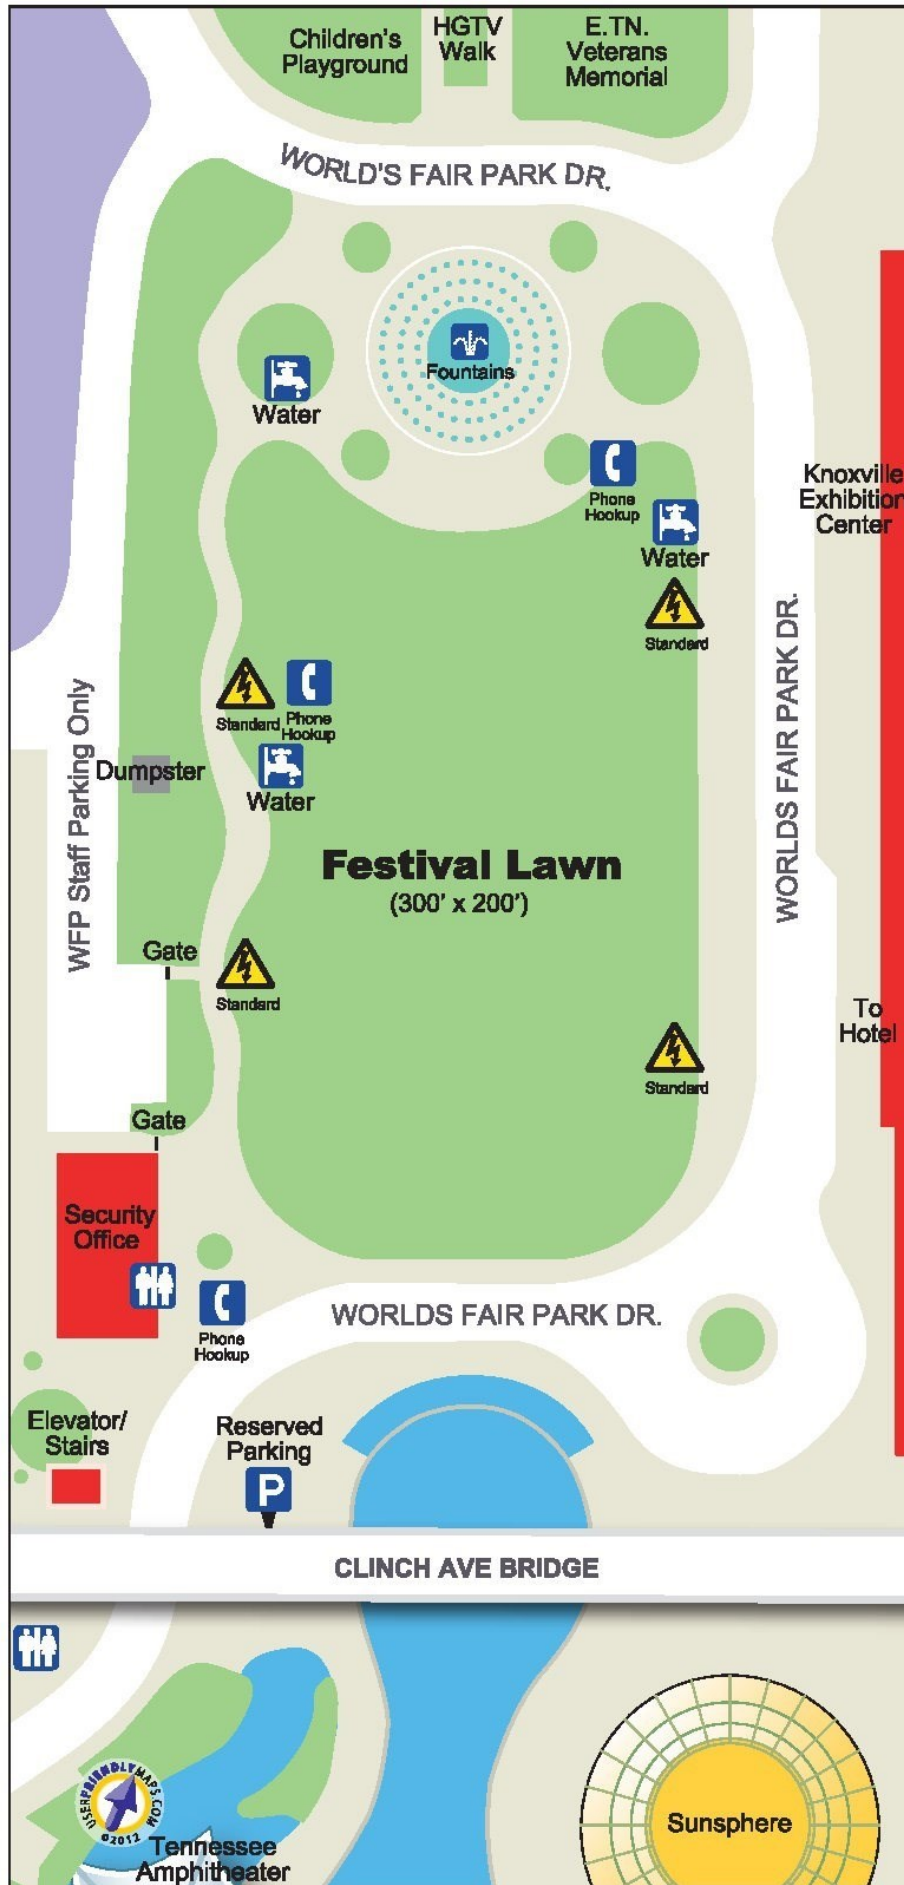 Children's
Playground
HGTV
Walk
E.TN.
Veterans
Memorial
WORLD'S FAIR PARK DR.
Fountains
Water
Phone
Hookup
Water
Standard
Knoxville
Exhibition
Center
WORLDS FAIR PARK DR.
Standard
Phone
Hookup
Water
WFP Staff Parking Only
Dumpster
Festival Lawn
(300' x 200')
Gate
Standard
To
Hotel
Standard
Gate
Security
Office
Phone
Hookup
WORLDS FAIR PARK DR.
Elevator/
Stairs
Reserved
Parking
P
CLINCH AVE BRIDGE
USERFRIENDLYMAPS.COM
©2012
Tennessee
Amphitheater
Sunsphere